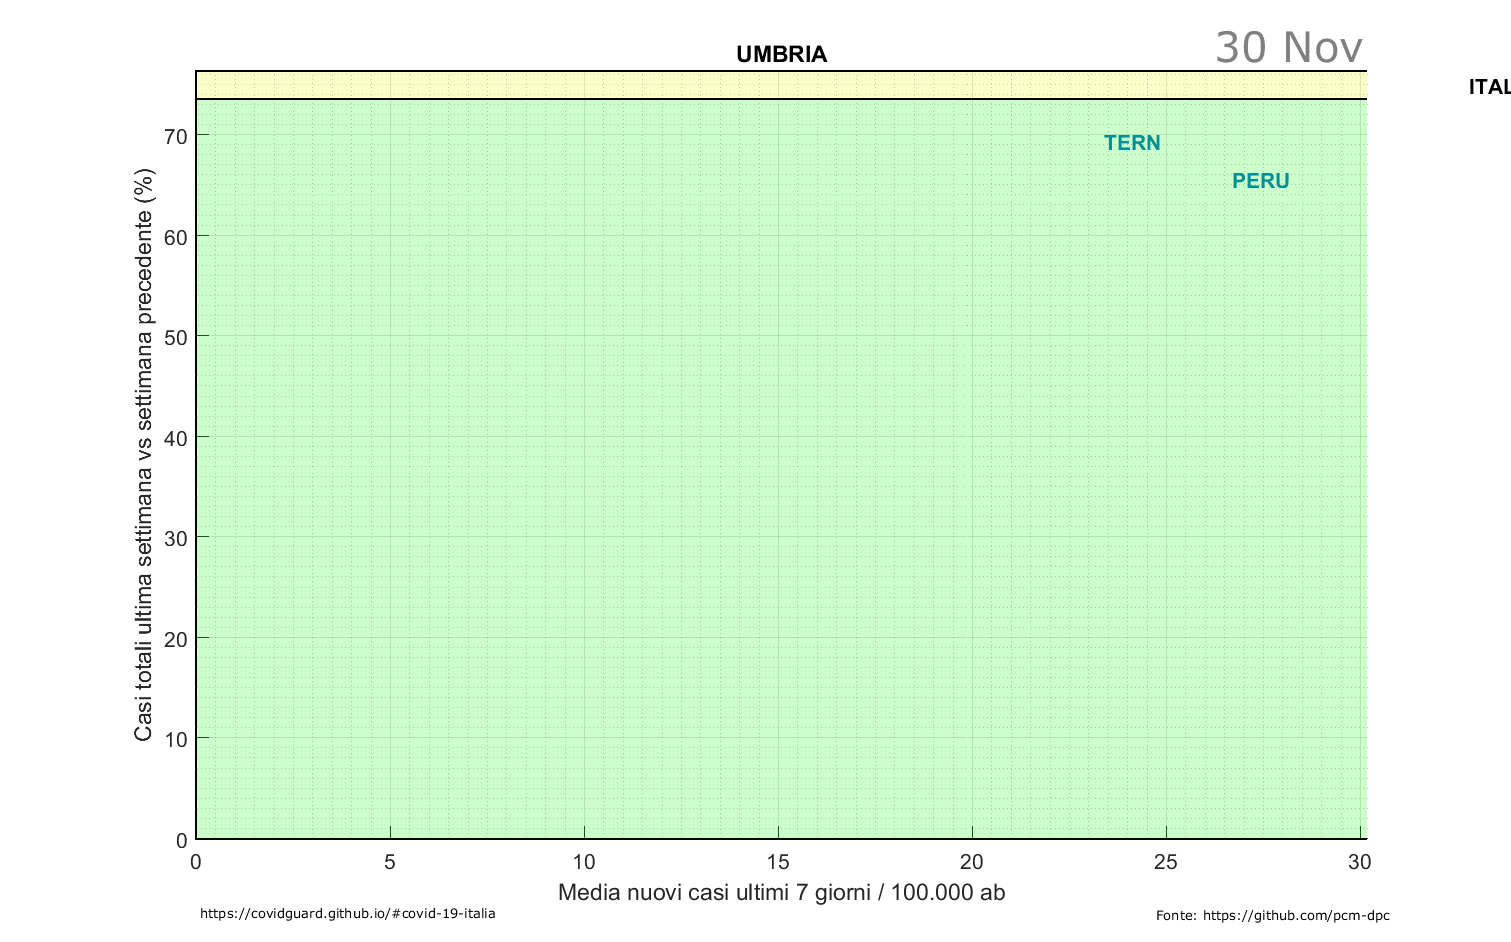 UMBRIA
30 Nov
ITAL
70
TERN
PERU
60
50
40
30
20
10
0
Casi totali ultima settimana vs settimana precedente (%)
0 5 10 15 20 25 30
Media nuovi casi ultimi 7 giorni / 100.000 ab
https://covidguard.github.io/#covid-19-italia
Fonte: https://github.com/pcm-dpc